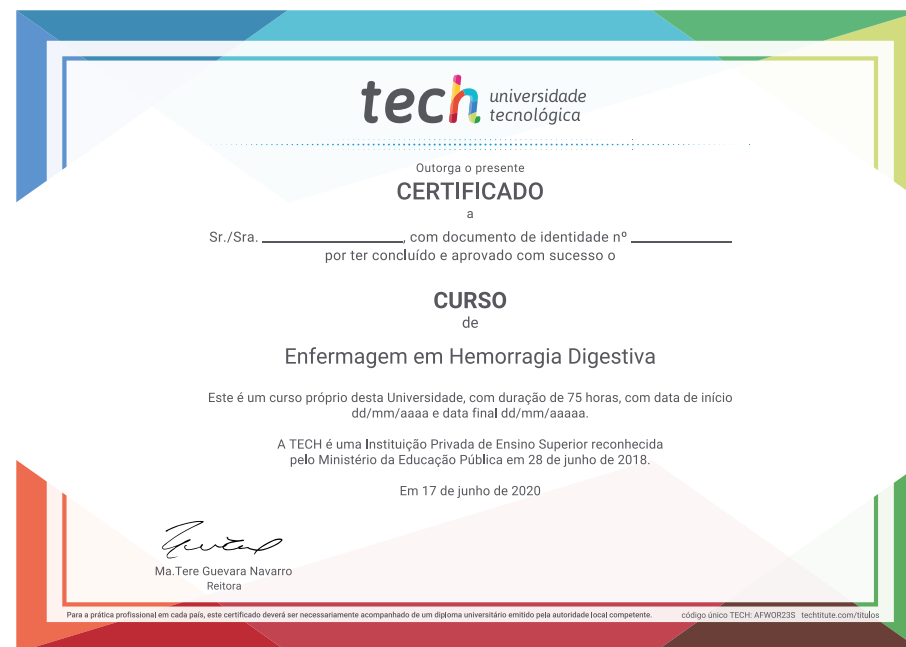 tech universidade
tecnológica
Outorga o presente
CERTIFICADO
a
Sr./Sra. ____________________, com documento de identidade nº ______________
por ter concluído e aprovado com sucesso o
CURSO
de
Enfermagem em Hemorragia Digestiva
Este é um curso próprio desta Universidade, com duração de 75 horas, com data de início
dd/mm/aaaa e data final dd/mm/aaaaa.
A TECH é uma Instituição Privada de Ensino Superior reconhecida
pelo Ministério da Educação Pública em 28 de junho de 2018.
Em 17 de junho de 2020
Ma.Tere Guevara Navarro
Reitora
Para a prática profissional em cada país, este certificado deverá ser necessariamente acompanhado de um diploma universitário emitido pela autoridade local competente. código único TECH: AFWOR23S techtitute.com/títulos